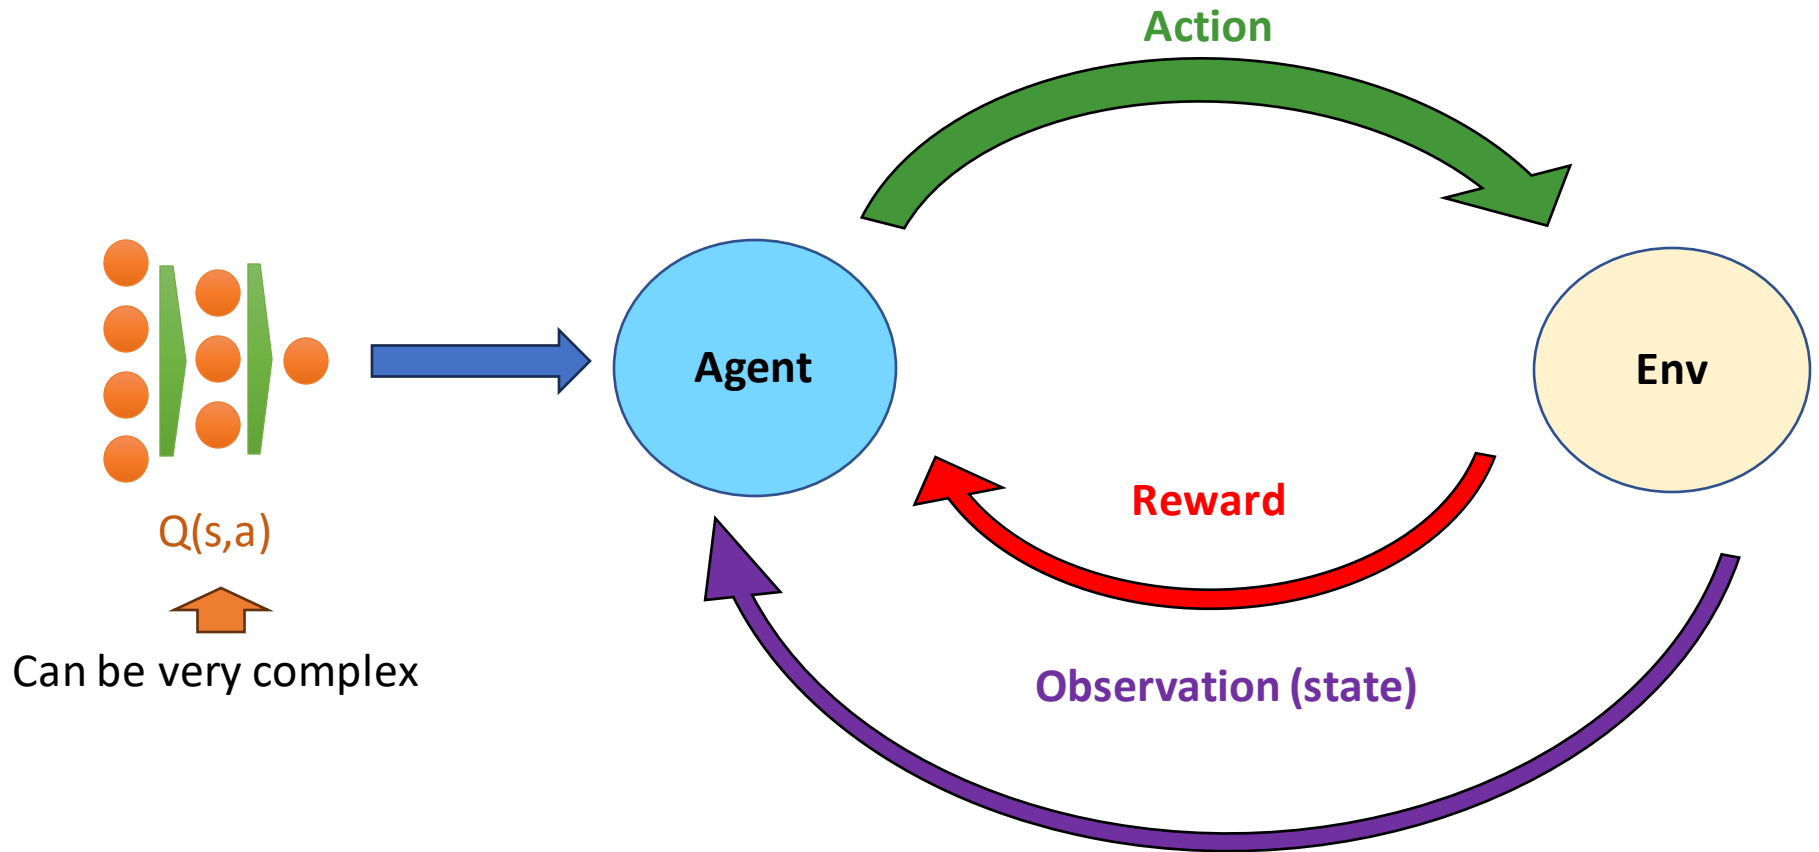 Action
Agent
Env
Reward
Q(s,a)
Can be very complex
Observation (state)